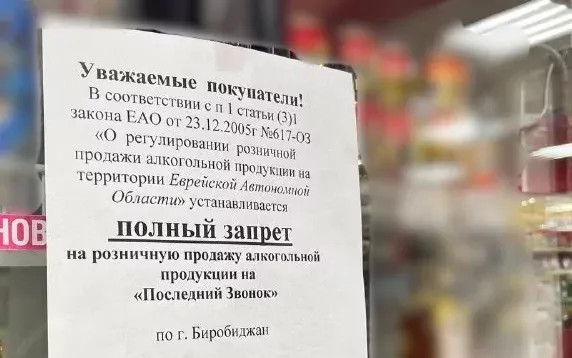 Уважаемые покупатели!
В соответствии с п 1 статьи (3)1
закона ЕАО от 23.12.2005г №617-ОЗ
«О регулировании розничной
продажи алкогольной продукции на
территории Еврейской Автономной
Области» устанавливается
полный запрет
на розничную продажу алкогольной
продукции на
«Последний Звонок»
по г. Биробиджан
НОВ